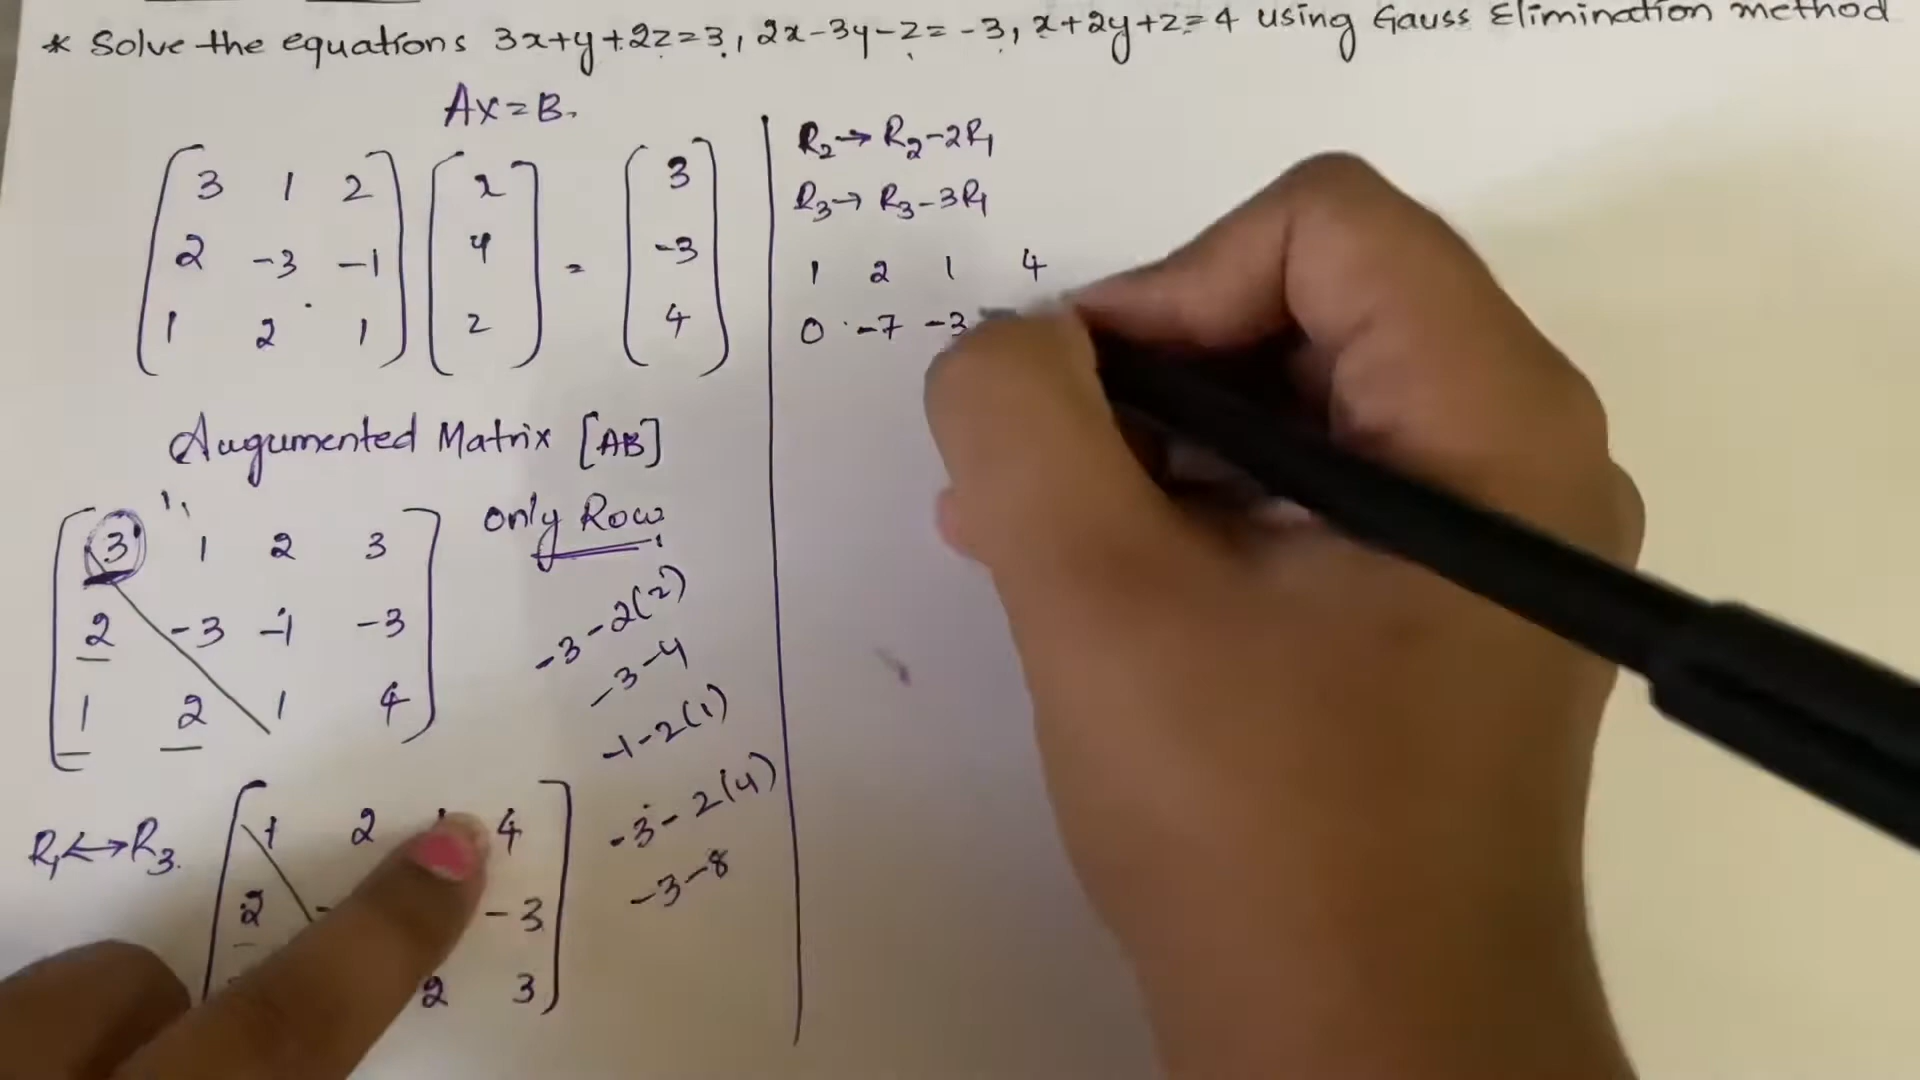 * Solve the equations 3x+y+2z=3, 2x-3y-z=-3, x+2y+z=4 using Gauss Elimination method
AX=B.
3 1 2 x 3
2 -3 -1 y = -3
1 2 1 z 4
Augumented Matrix [AB]
3 1 2 3
2 -3 -1 -3
1 2 1 4
only Row
-3-2(2)
-3-4
-1-2(1)
-3-2(4)
-3-8
R1↔R3.
1 2 4
2 - -3
2 3
R2→R2-2R1
R3→R3-3R1
1 2 1 4
0 -7 -3